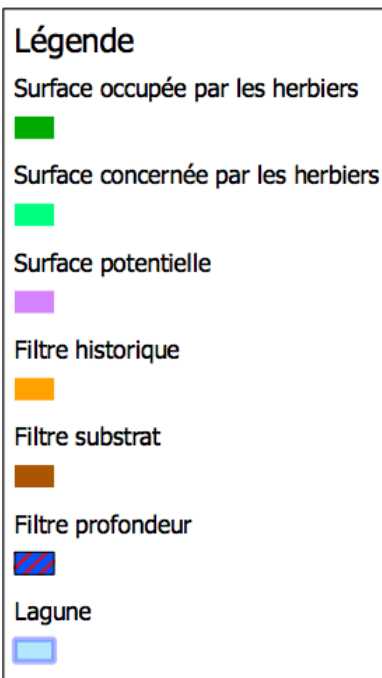 Légende
Surface occupée par les herbiers
Surface concernée par les herbiers
Surface potentielle
Filtre historique
Filtre substrat
Filtre profondeur
Lagune